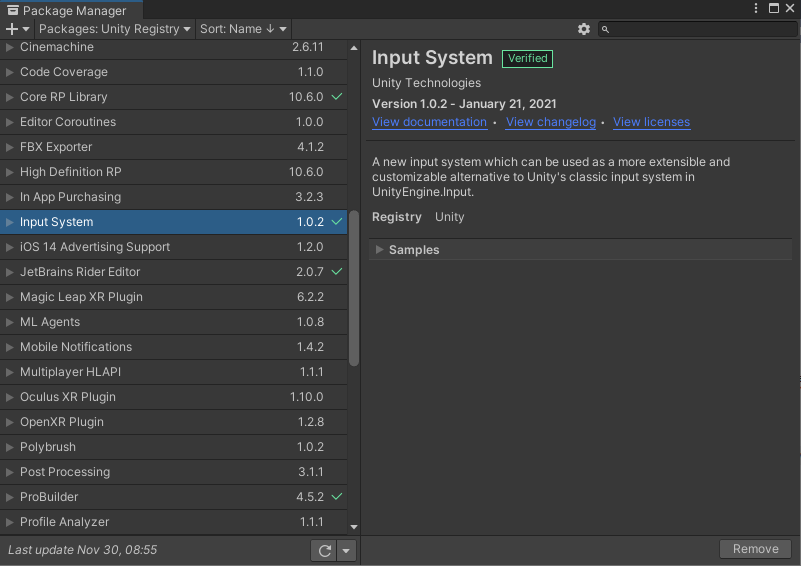 Package Manager
Packages: Unity Registry
Sort: Name ↓
Cinemachine 2.6.11
Code Coverage 1.1.0
Core RP Library 10.6.0
Editor Coroutines 1.0.0
FBX Exporter 4.1.2
High Definition RP 10.6.0
In App Purchasing 3.2.3
Input System 1.0.2
iOS 14 Advertising Support 1.2.0
JetBrains Rider Editor 2.0.7
Magic Leap XR Plugin 6.2.2
ML Agents 1.0.8
Mobile Notifications 1.4.2
Multiplayer HLAPI 1.1.1
Oculus XR Plugin 1.10.0
OpenXR Plugin 1.2.8
Polybrush 1.0.2
Post Processing 3.1.1
ProBuilder 4.5.2
Profile Analyzer 1.1.1
Last update Nov 30, 08:55
Input System Verified
Unity Technologies
Version 1.0.2 - January 21, 2021
View documentation • View changelog • View licenses
A new input system which can be used as a more extensible and
customizable alternative to Unity's classic input system in
UnityEngine.Input.
Registry Unity
Samples
Remove